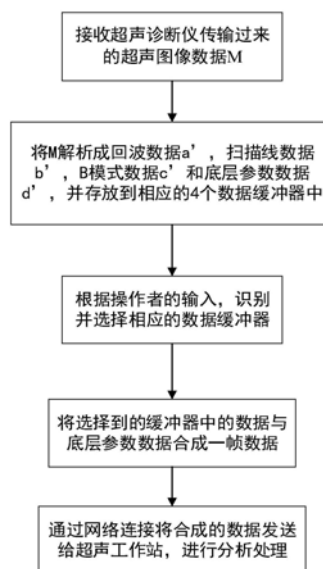 接收超声诊断仪传输过来
的超声图像数据M
将M解析成回波数据a’，扫描线数据
b’，B模式数据c’和底层参数数据
d’，并存放到相应的4个数据缓冲器中
根据操作者的输入，识别
并选择相应的数据缓冲器
将选择到的缓冲器中的数据与
底层参数数据合成一帧数据
通过网络连接将合成的数据发送
给超声工作站，进行分析处理